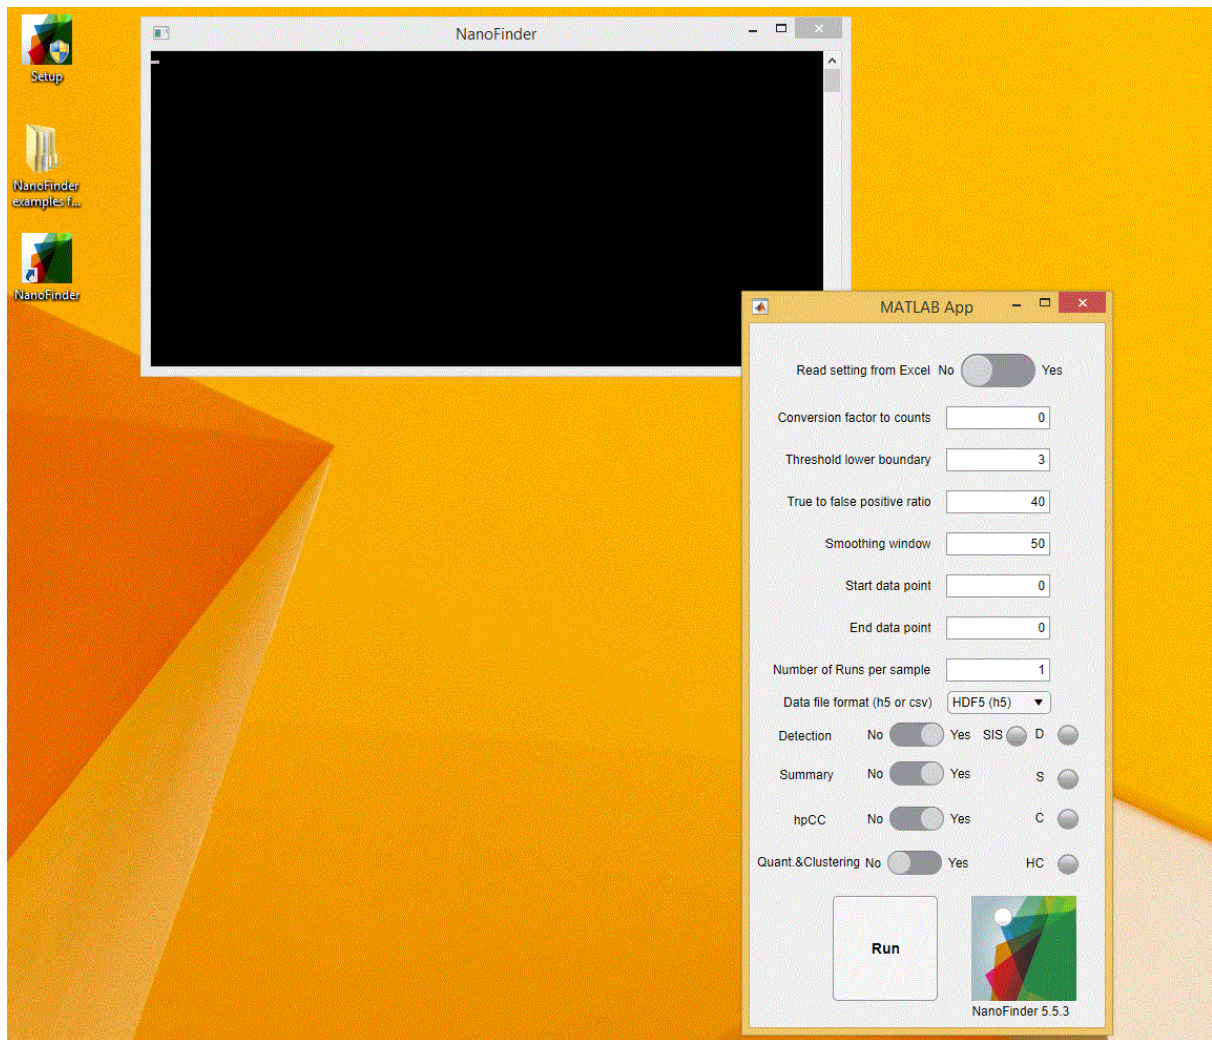 Setup
NanoFinder
examples f...
NanoFinder
NanoFinder
MATLAB App
Read setting from Excel No Yes
Conversion factor to counts 0
Threshold lower boundary 3
True to false positive ratio 40
Smoothing window 50
Start data point 0
End data point 0
Number of Runs per sample 1
Data file format (h5 or csv) HDF5 (h5)
Detection No Yes SIS D
Summary No Yes S
hpCC No Yes C
Quant.&Clustering No Yes HC
Run
NanoFinder 5.5.3